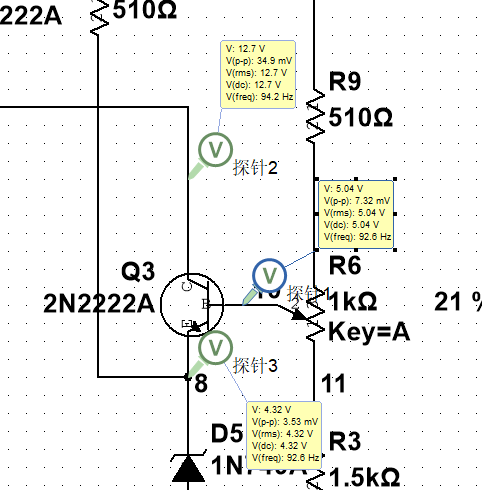 222A
510Ω
V: 12.7 V
V(p-p): 34.9 mV
V(rms): 12.7 V
V(dc): 12.7 V
V(freq): 94.2 Hz
R9
510Ω
V
探针2
V: 5.04 V
V(p-p): 7.32 mV
V(rms): 5.04 V
V(dc): 5.04 V
V(freq): 92.6 Hz
Q3
2N2222A
C
B
E
V
探针1
R6
1kΩ
21 %
Key=A
V
探针3
8
11
V: 4.32 V
V(p-p): 3.53 mV
V(rms): 4.32 V
V(dc): 4.32 V
V(freq): 92.6 Hz
D5
R3
1.5kΩ